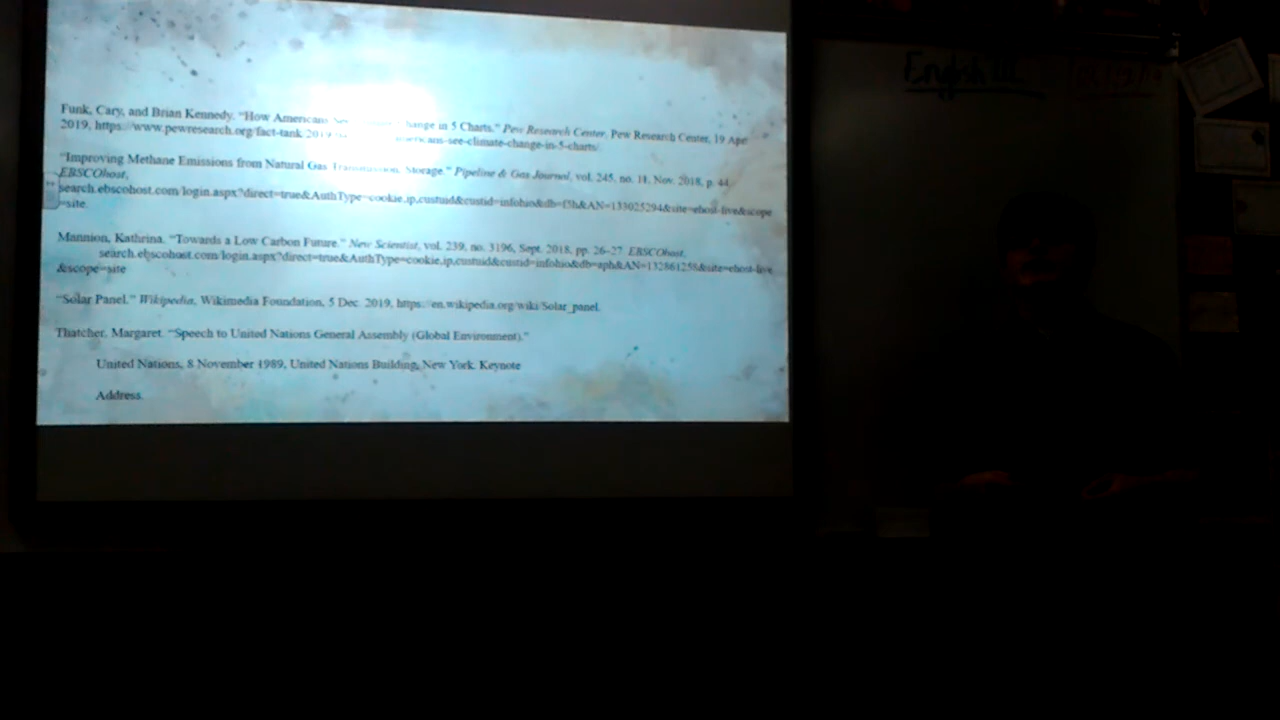 Funk, Cary, and Brian Kennedy. "How Americans See change in 5 Charts." Pew Research Center, Pew Research Center, 19 Apr.
2019, https://www.pewresearch.org/fact-tank/2019/ americans-see-climate-change-in-5-charts/
"Improving Methane Emissions from Natural Gas Transmission, Storage." Pipeline & Gas Journal, vol. 245, no. 11, Nov. 2018, p. 44.
EBSCOhost,
search.ebscohost.com/login.aspx?direct=true&AuthType=cookie,ip,custuid&custid=infohio&db=f5h&AN=133025294&site=ehost-live&scope
=site.
Mannion, Kathrina. "Towards a Low Carbon Future." New Scientist, vol. 239, no. 3196, Sept. 2018, pp. 26–27. EBSCOhost,
search.ebscohost.com/login.aspx?direct=true&AuthType=cookie,ip,custuid&custid=infohio&db=aph&AN=132861258&site=ehost-live
&scope=site
"Solar Panel." Wikipedia, Wikimedia Foundation, 5 Dec. 2019, https://en.wikipedia.org/wiki/Solar_panel.
Thatcher, Margaret. "Speech to United Nations General Assembly (Global Environment)."
United Nations, 8 November 1989, United Nations Building, New York. Keynote
Address.
English III